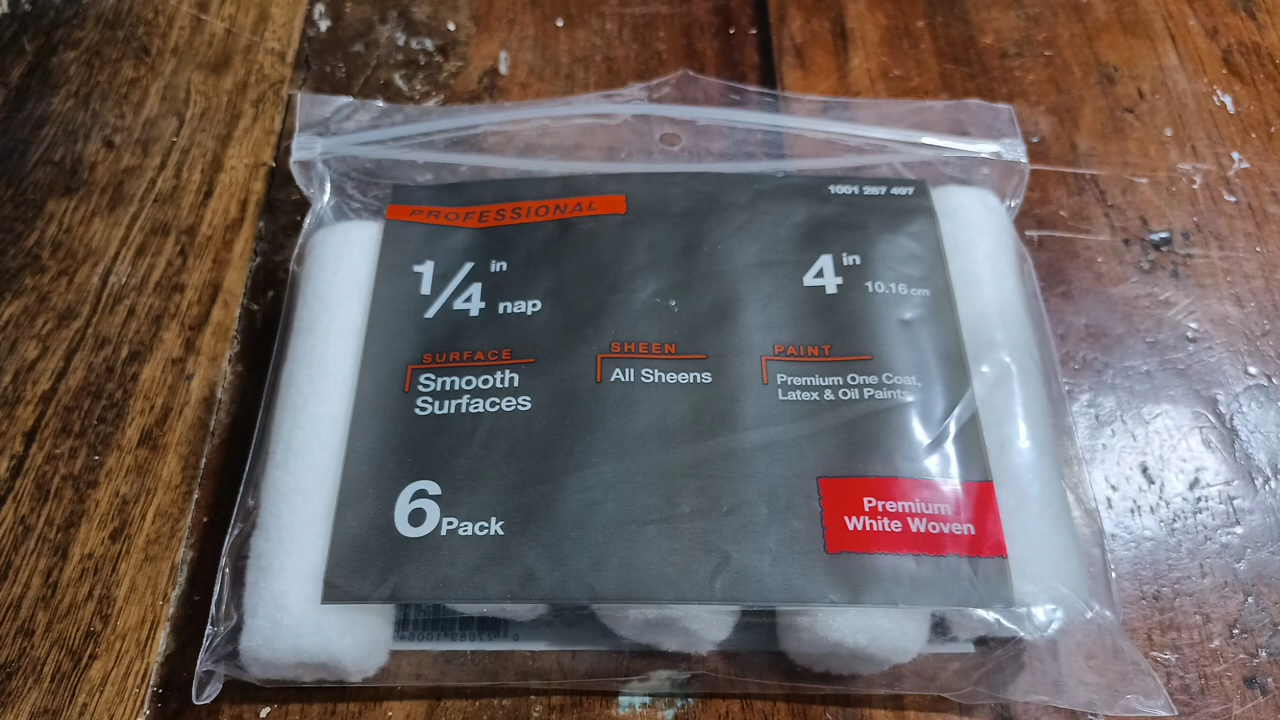 PROFESSIONAL
1001 287 497
1/4 in nap
4 in 10.16 cm
SURFACE
Smooth
Surfaces
SHEEN
All Sheens
PAINT
Premium One Coat,
Latex & Oil Paints
6 Pack
Premium
White Woven